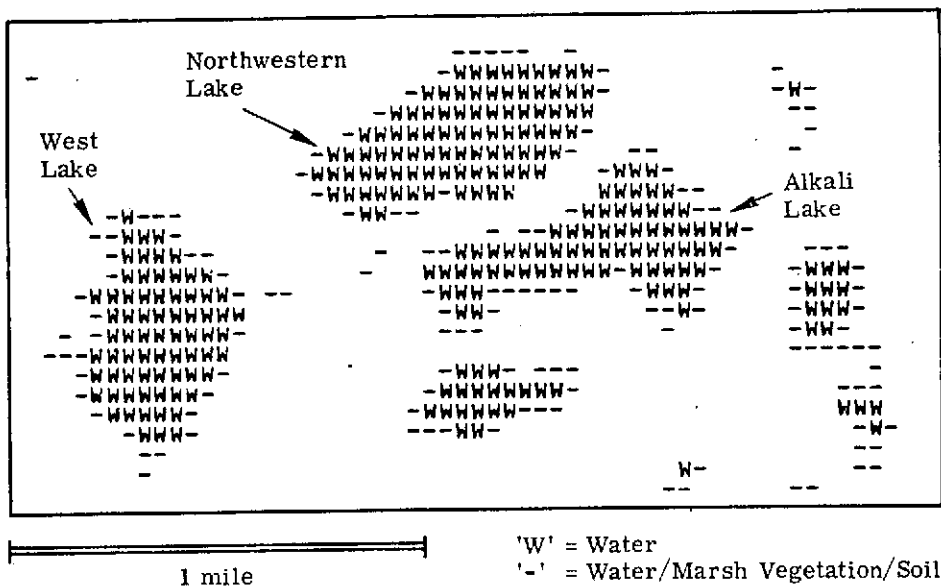 Northwestern
Lake
West
Lake
Alkali
Lake
1 mile
'W' = Water
'-' = Water/Marsh Vegetation/Soil